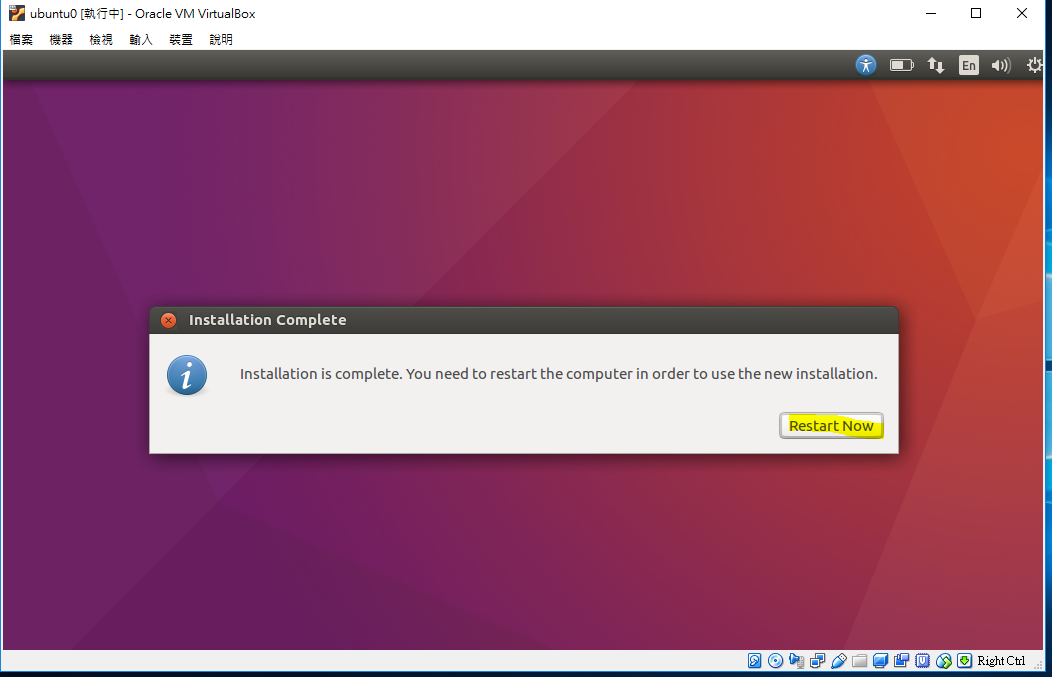 ubuntu0 [執行中] - Oracle VM VirtualBox
檔案 機器 檢視 輸入 裝置 說明
En
Installation Complete
Installation is complete. You need to restart the computer in order to use the new installation.
Restart Now
Right Ctrl